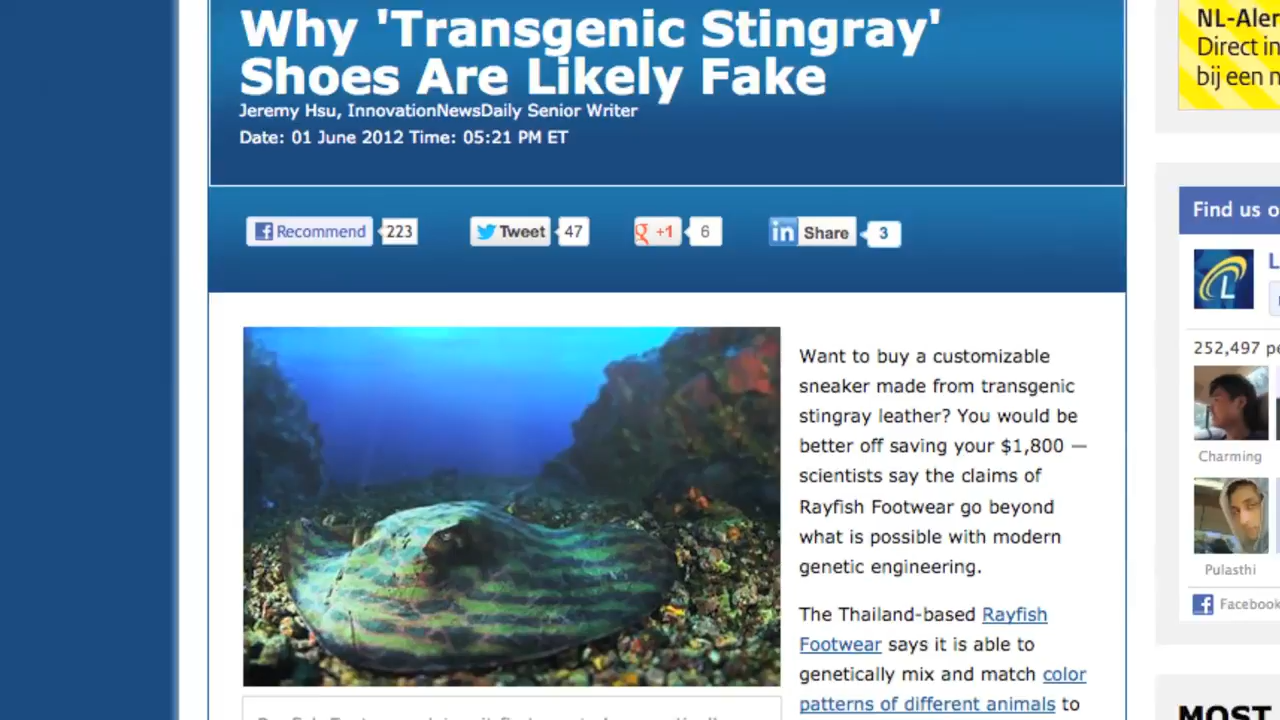 Why 'Transgenic Stingray'
Shoes Are Likely Fake
Jeremy Hsu, InnovationNewsDaily Senior Writer
Date: 01 June 2012 Time: 05:21 PM ET
Recommend 223 Tweet 47 +1 6 in Share 3
Want to buy a customizable
sneaker made from transgenic
stingray leather? You would be
better off saving your $1,800 —
scientists say the claims of
Rayfish Footwear go beyond
what is possible with modern
genetic engineering.
The Thailand-based Rayfish
Footwear says it is able to
genetically mix and match color
patterns of different animals to
NL-Aler
Direct in
bij een n
Find us o
L
252,497 pe
Charming
Pulasthi
Facebook
MOST